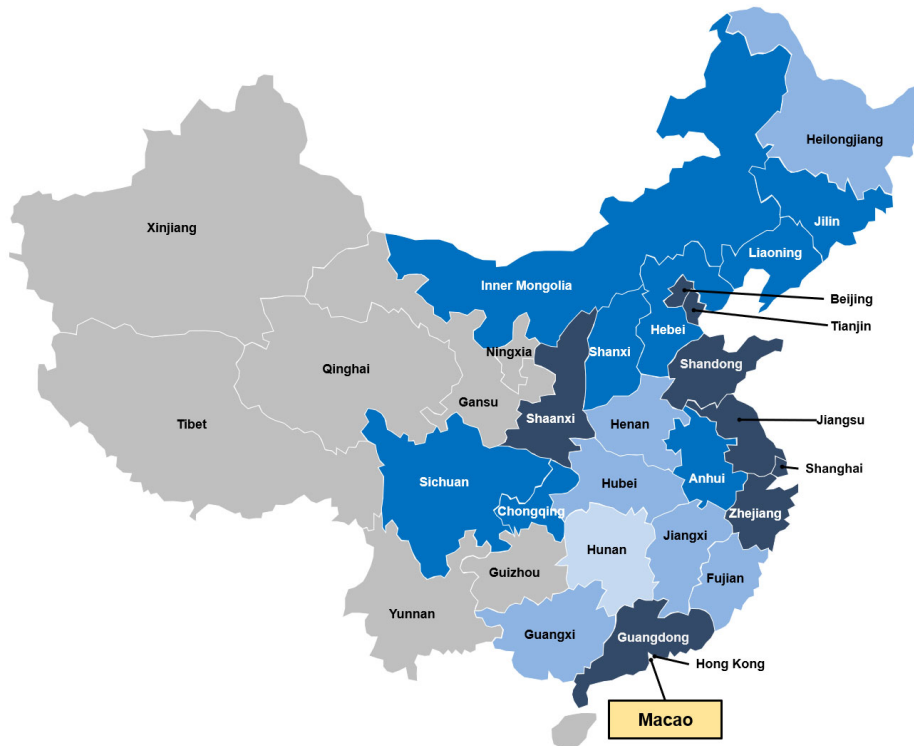 Heilongjiang
Xinjiang
Jilin
Liaoning
Inner Mongolia
Beijing
Tianjin
Hebei
Ningxia
Shanxi
Shandong
Qinghai
Gansu
Shaanxi
Henan
Jiangsu
Tibet
Shanghai
Sichuan
Hubei
Anhui
Chongqing
Zhejiang
Jiangxi
Hunan
Guizhou
Fujian
Yunnan
Guangxi
Guangdong
Hong Kong
Macao